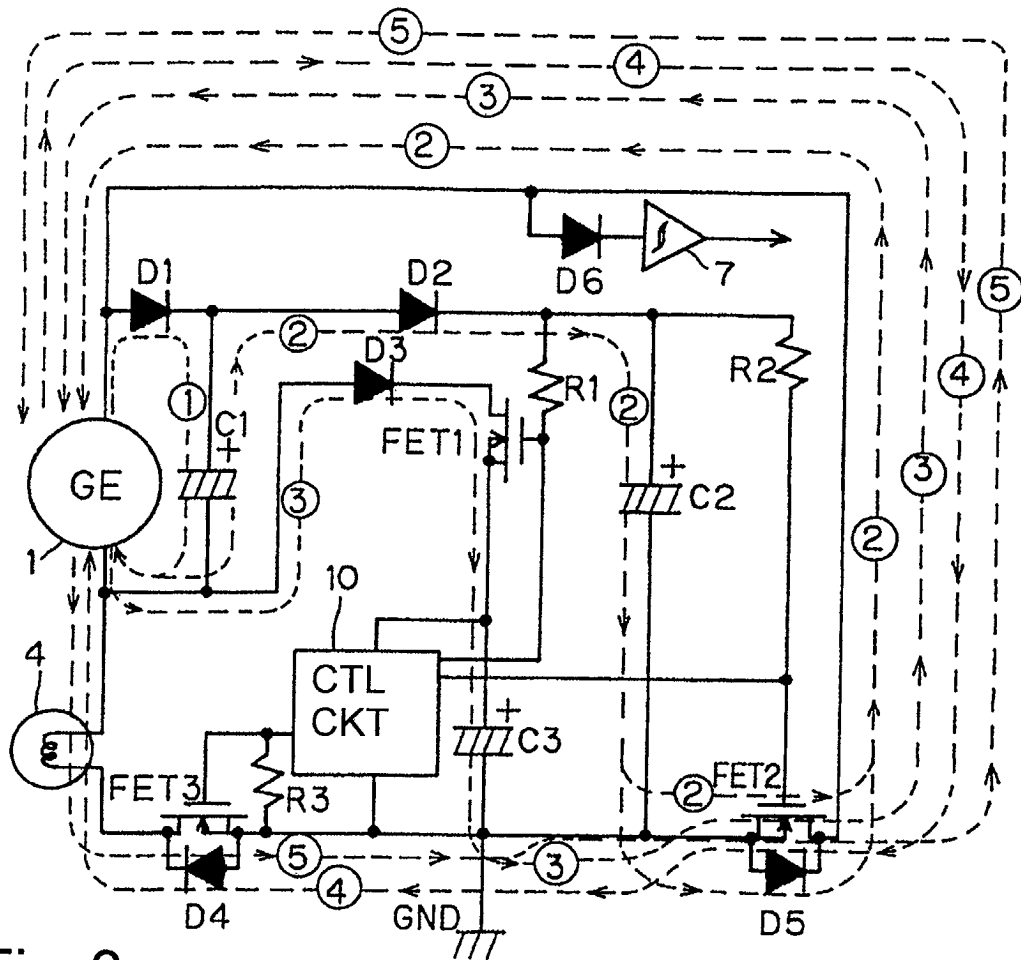 ⑤
④
③
②
D6
7
D1
D2
⑤
②
D3
R1
R2
④
①
C1
+
②
FET1
GE
③
+
C2
③
②
1
10
4
CTL
CKT
+
C3
FET3
R3
②
FET2
⑤
③
④
D4
GND
D5